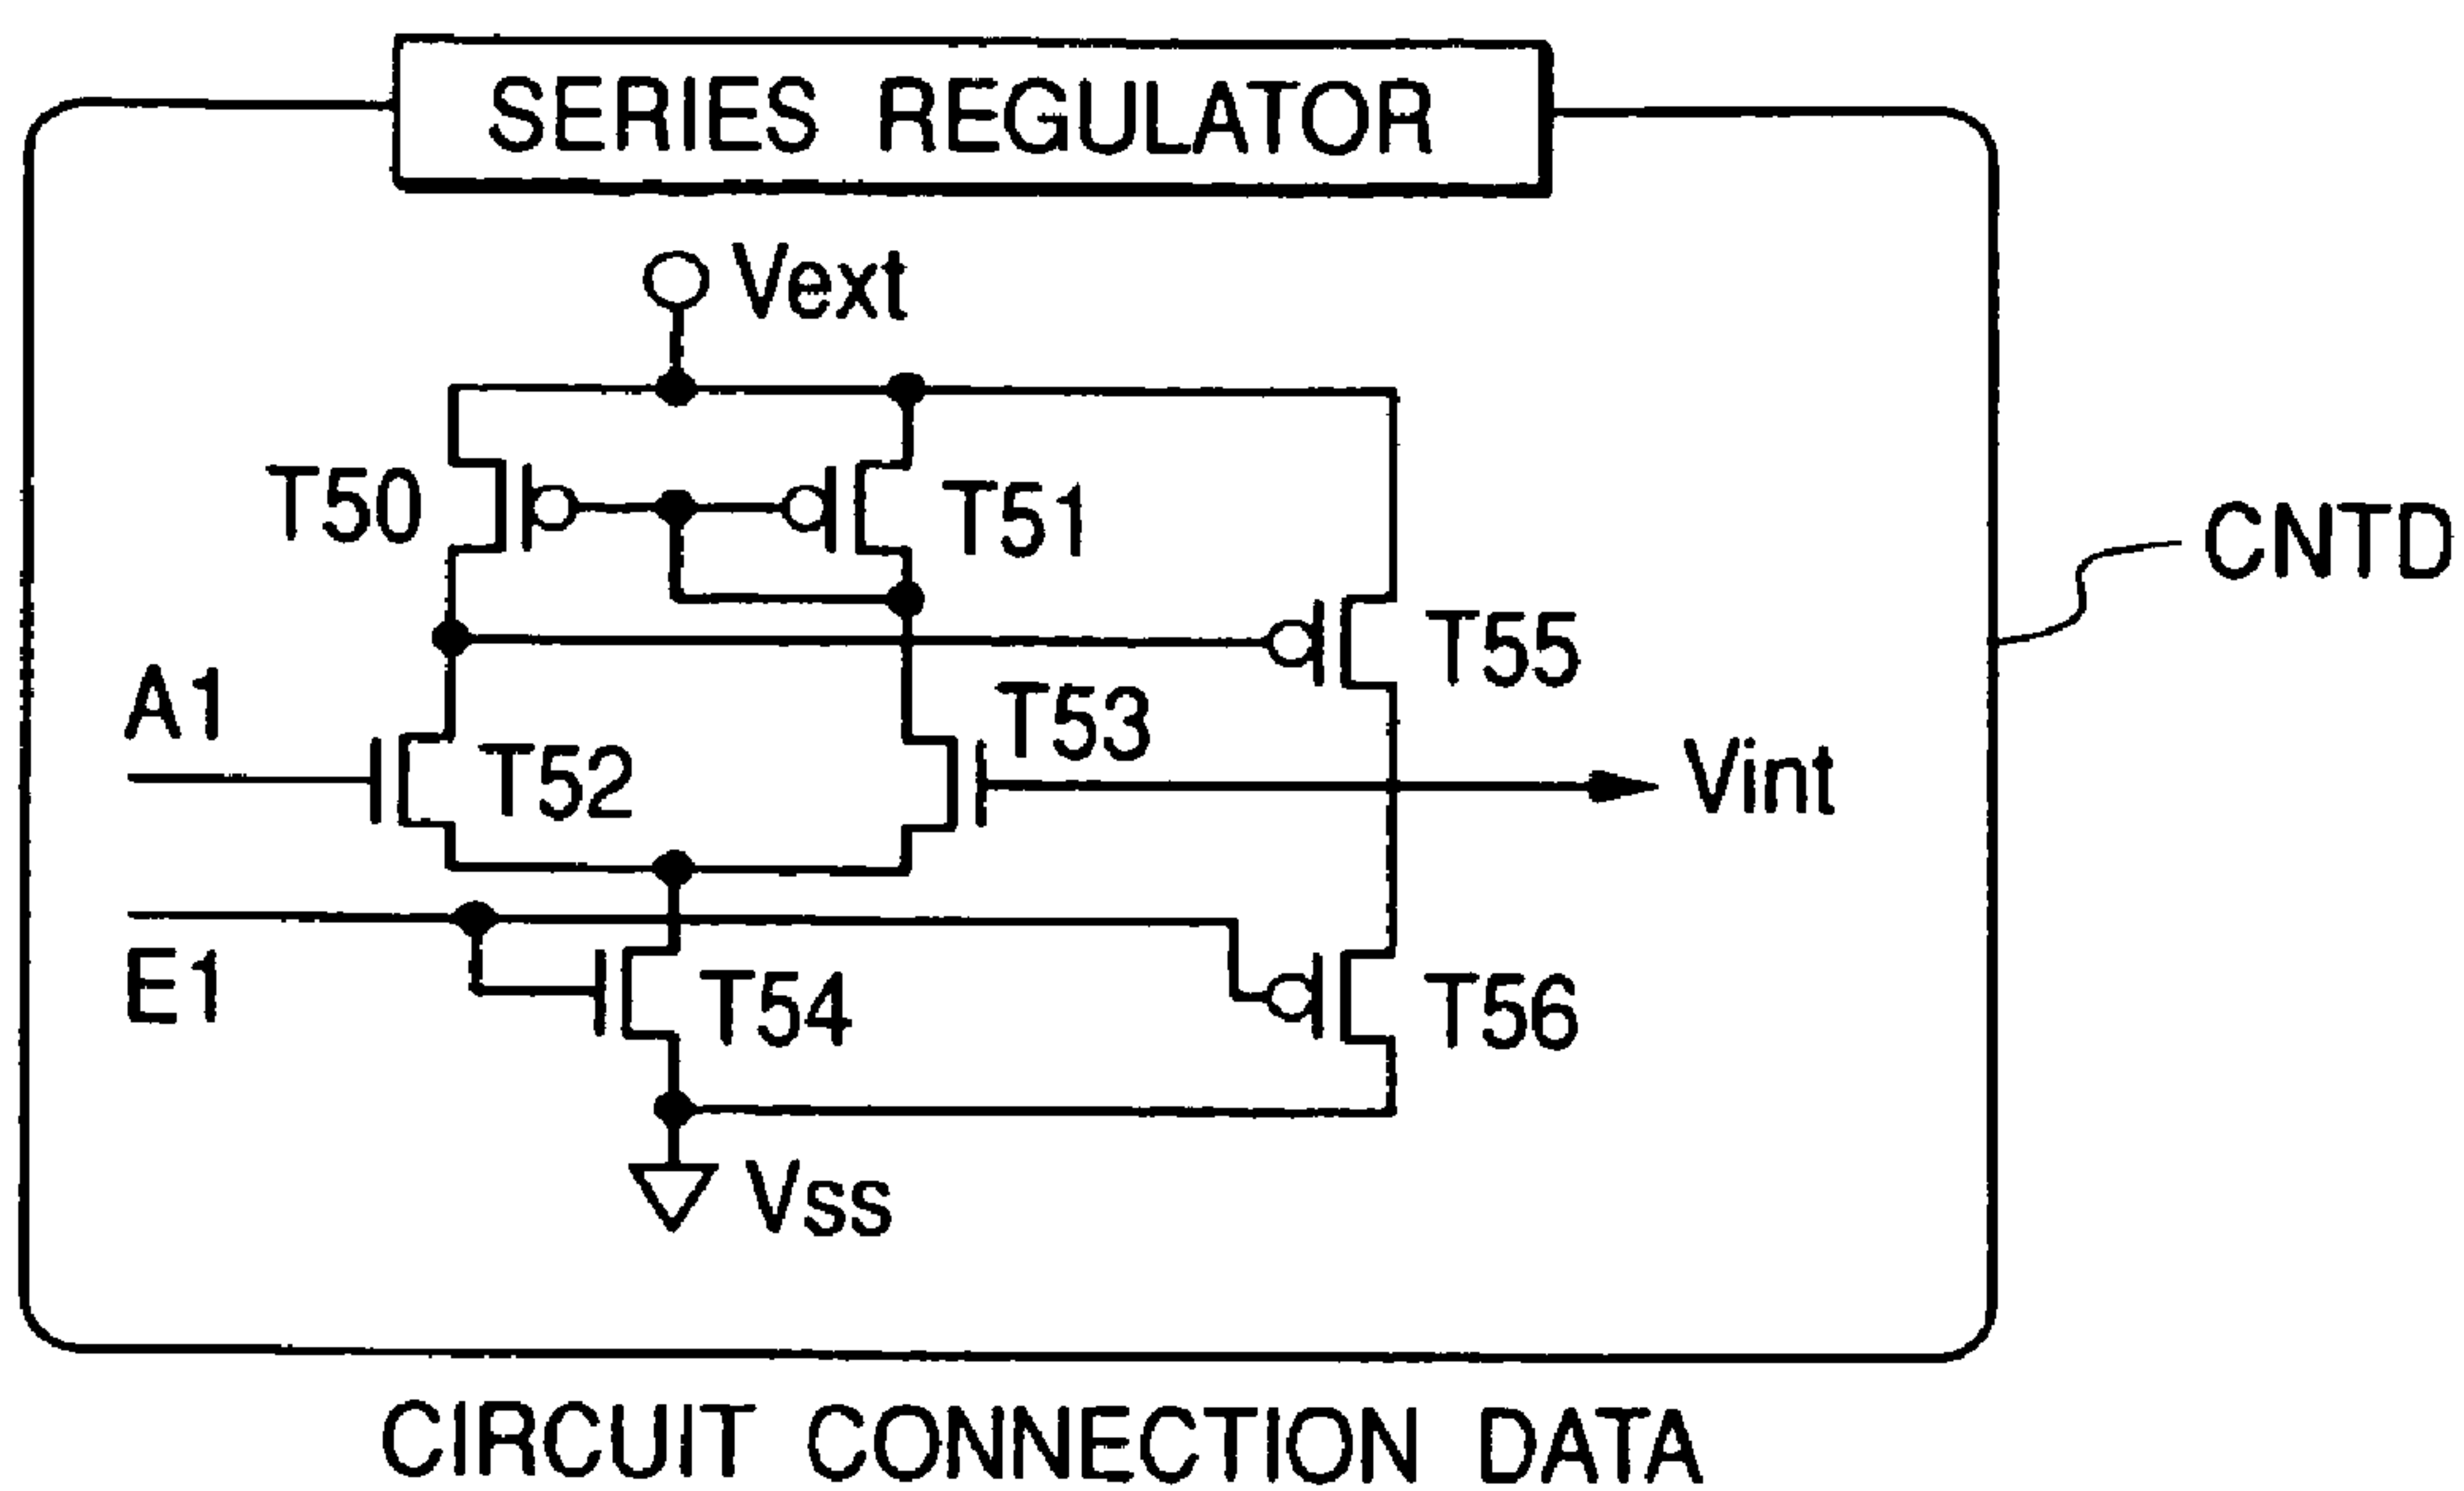 SERIES REGULATOR
Vext
T50
T51
CNTD
T55
A1
T53
T52
Vint
E1
T54
T56
Vss
CIRCUIT CONNECTION DATA